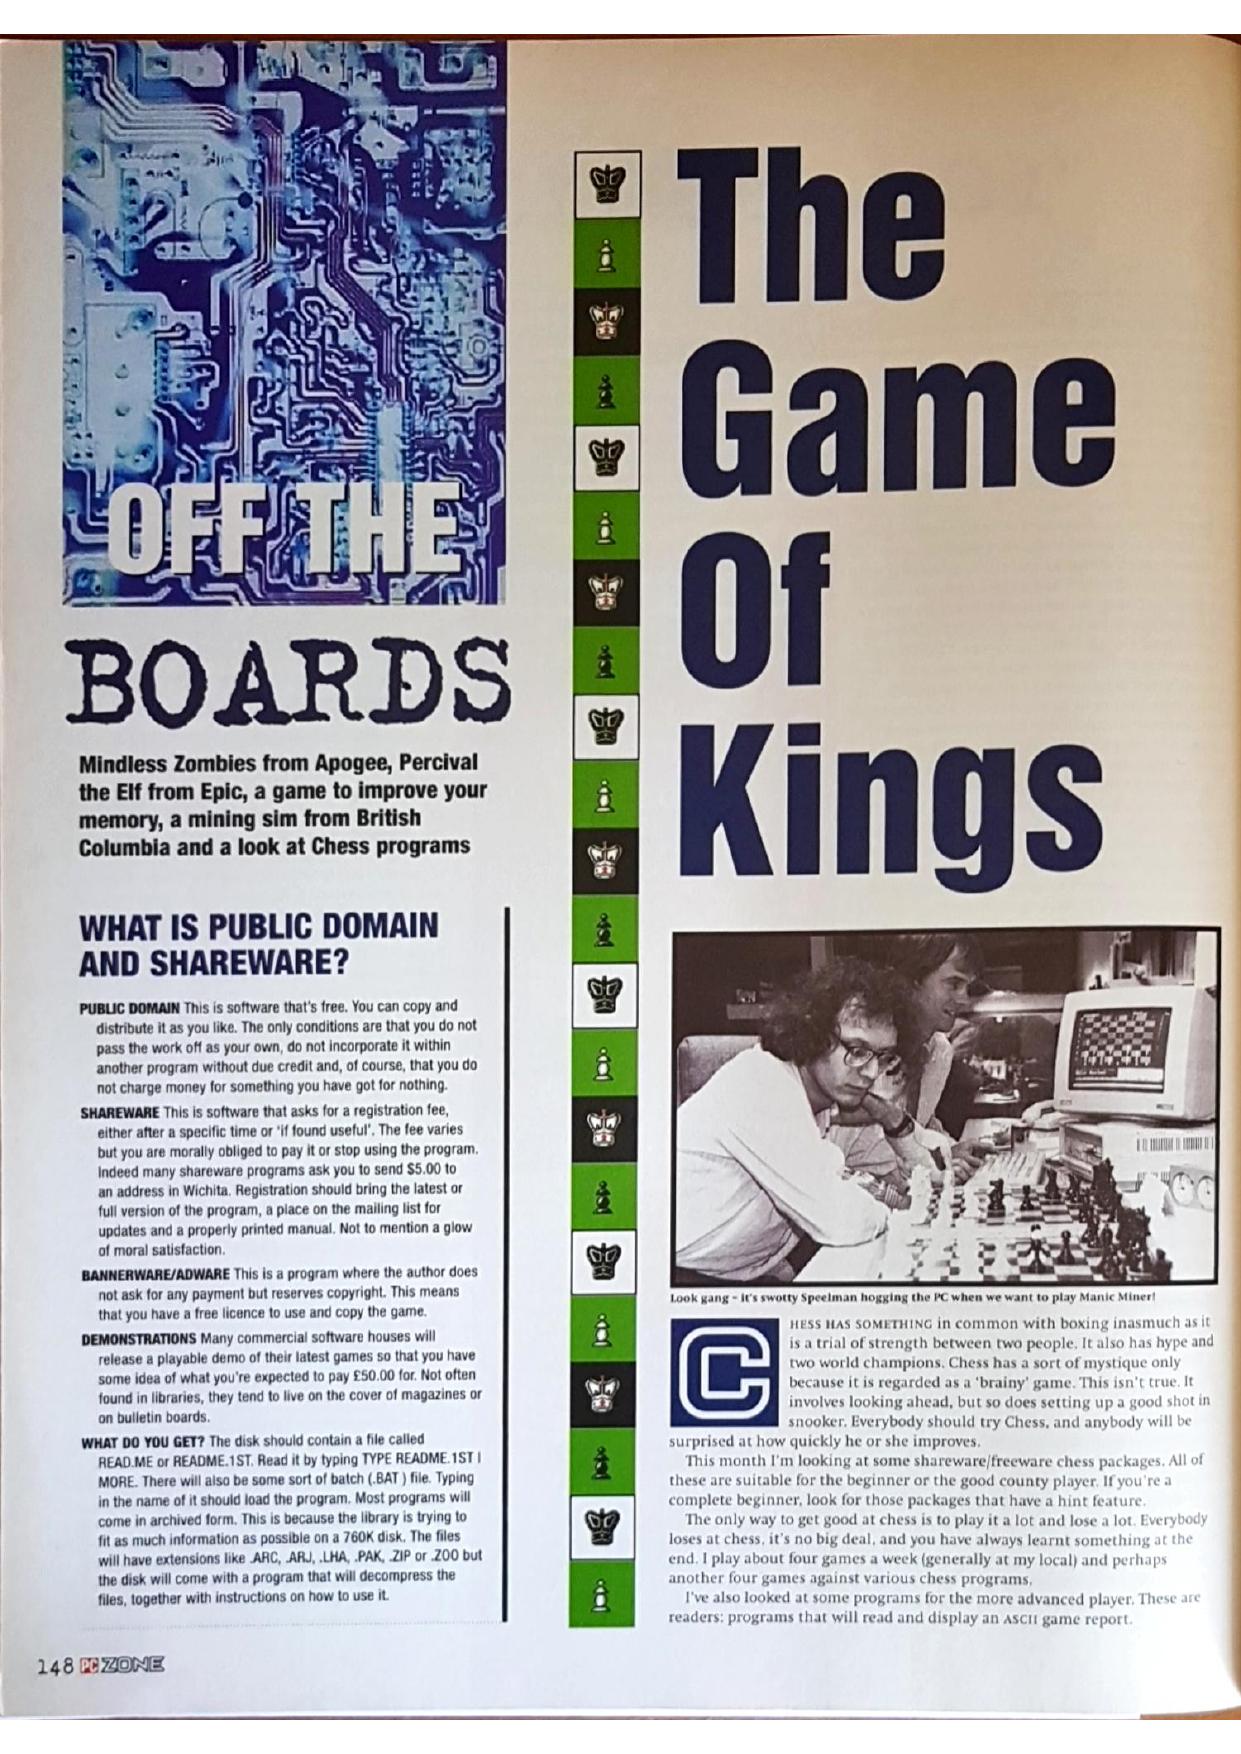 OFF THE
BOARDS
Mindless Zombies from Apogee, Percival
the Elf from Epic, a game to improve your
memory, a mining sim from British
Columbia and a look at Chess programs
WHAT IS PUBLIC DOMAIN
AND SHAREWARE?
PUBLIC DOMAIN This is software that's free. You can copy and
distribute it as you like. The only conditions are that you do not
pass the work off as your own, do not incorporate it within
another program without due credit and, of course, that you do
not charge money for something you have got for nothing.
SHAREWARE This is software that asks for a registration fee,
either after a specific time or 'if found useful'. The fee varies
but you are morally obliged to pay it or stop using the program.
Indeed many shareware programs ask you to send $5.00 to
an address in Wichita. Registration should bring the latest or
full version of the program, a place on the mailing list for
updates and a properly printed manual. Not to mention a glow
of moral satisfaction.
BANNERWARE/ADWARE This is a program where the author does
not ask for any payment but reserves copyright. This means
that you have a free licence to use and copy the game.
DEMONSTRATIONS Many commercial software houses will
release a playable demo of their latest games so that you have
some idea of what you're expected to pay £50.00 for. Not often
found in libraries, they tend to live on the cover of magazines or
on bulletin boards.
WHAT DO YOU GET? The disk should contain a file called
READ.ME or README.1ST. Read it by typing TYPE README.1ST |
MORE. There will also be some sort of batch (.BAT ) file. Typing
in the name of it should load the program. Most programs will
come in archived form. This is because the library is trying to
fit as much information as possible on a 760K disk. The files
will have extensions like .ARC, .ARJ, .LHA, .PAK, .ZIP or .ZOO but
the disk will come with a program that will decompress the
files, together with instructions on how to use it.
148 PC ZONE
The
Game
Of
Kings
Look gang – it's swotty Speelman hogging the PC when we want to play Manic Miner!
CHESS HAS SOMETHING in common with boxing inasmuch as it
is a trial of strength between two people. It also has hype and
two world champions. Chess has a sort of mystique only
because it is regarded as a 'brainy' game. This isn't true. It
involves looking ahead, but so does setting up a good shot in
snooker. Everybody should try Chess, and anybody will be
surprised at how quickly he or she improves.
This month I'm looking at some shareware/freeware chess packages. All of
these are suitable for the beginner or the good county player. If you're a
complete beginner, look for those packages that have a hint feature.
The only way to get good at chess is to play it a lot and lose a lot. Everybody
loses at chess, it's no big deal, and you have always learnt something at the
end. I play about four games a week (generally at my local) and perhaps
another four games against various chess programs.
I've also looked at some programs for the more advanced player. These are
readers: programs that will read and display an ASCII game report.